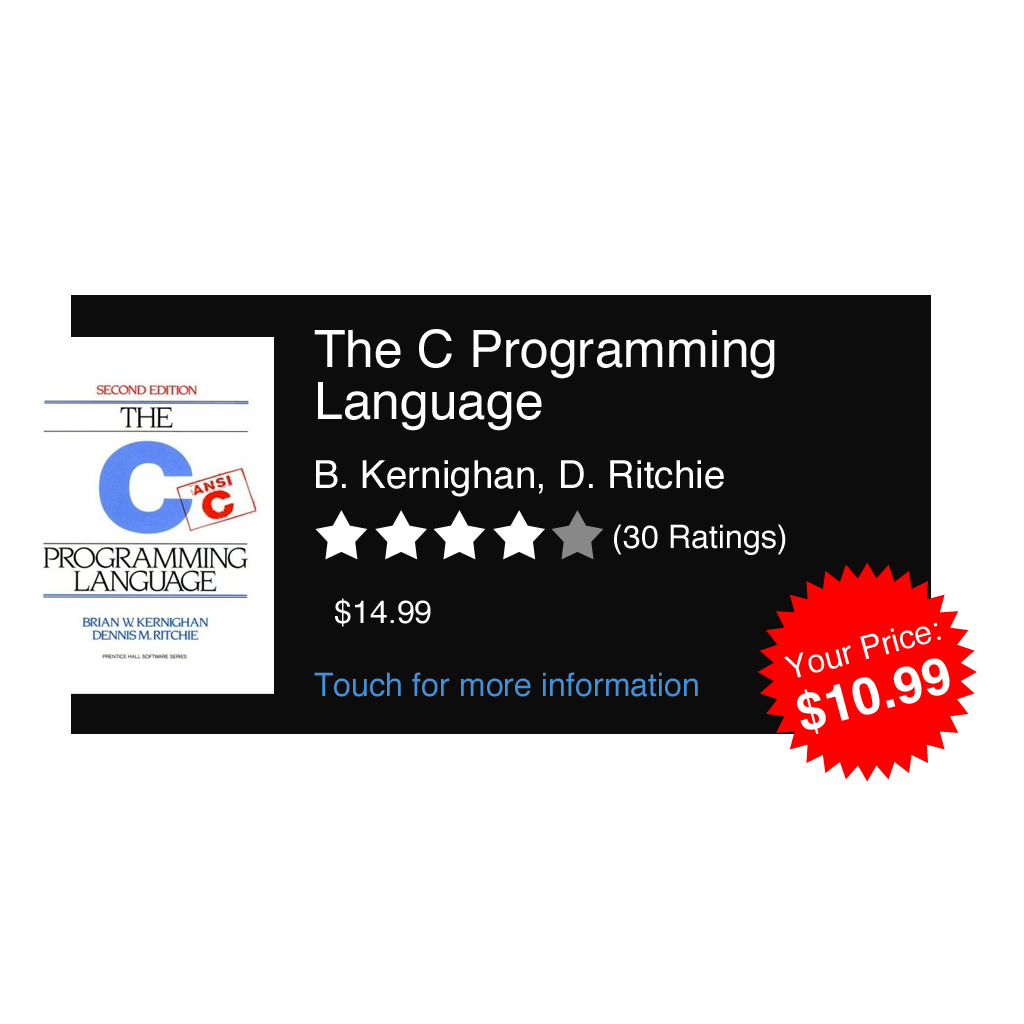 SECOND EDITION
THE
C
ANSI
C
PROGRAMMING
LANGUAGE
BRIAN W. KERNIGHAN
DENNIS M. RITCHIE
PRENTICE HALL SOFTWARE SERIES
The C Programming
Language
B. Kernighan, D. Ritchie
(30 Ratings)
$14.99
Touch for more information
Your Price:
$10.99